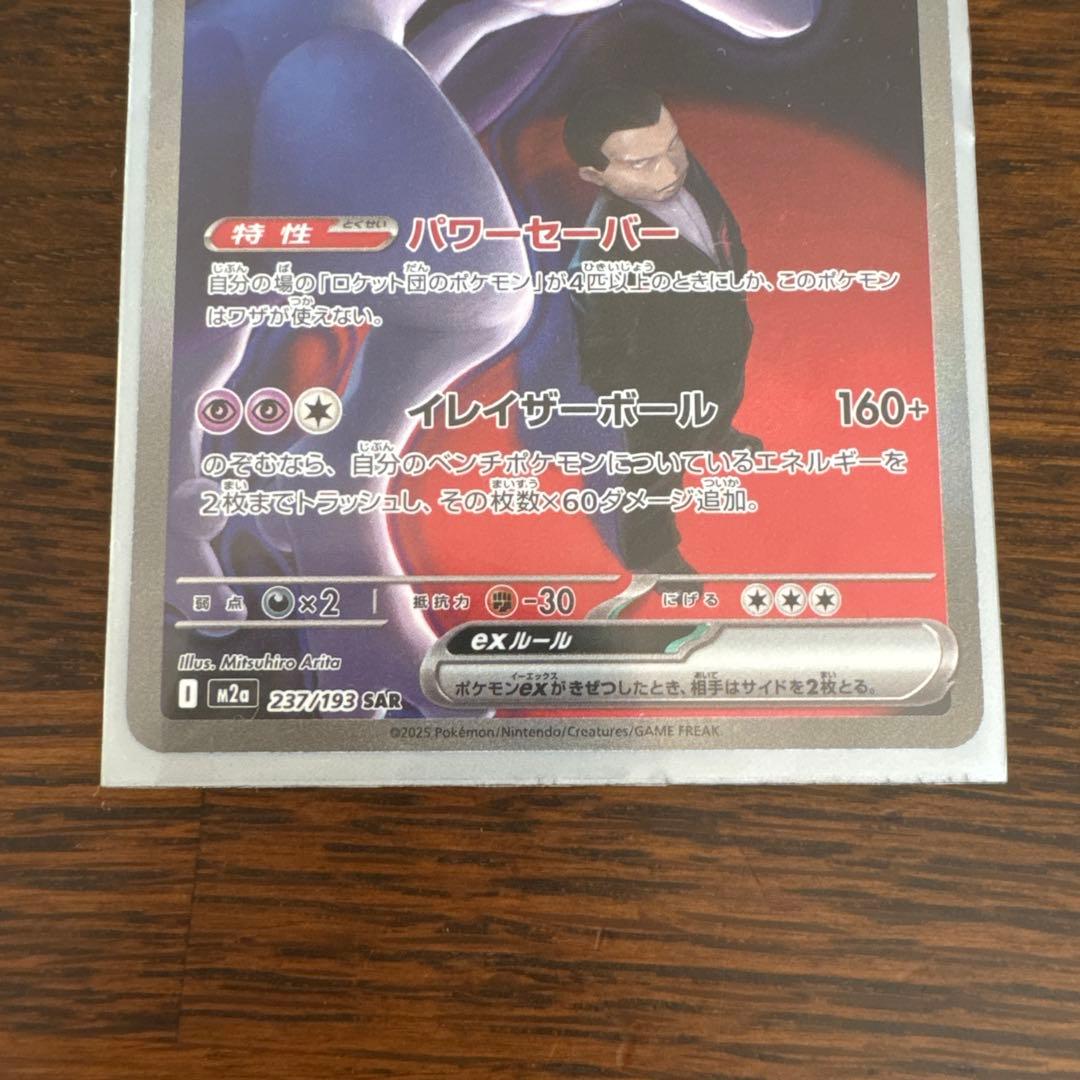 特性 とくせい パワーセーバー
自分の場の「ロケット団のポケモン」が4匹以上のときにしか、このポケモン
はワザが使えない。
イレイザーボール 160+
のぞむなら、自分のベンチポケモンについているエネルギーを
2枚までトラッシュし、その枚数×60ダメージ追加。
弱点 ×2 抵抗力 -30 にげる
exルール
ポケモンexがきぜつしたとき、相手はサイドを2枚とる。
Illus. Mitsuhiro Arita
I M2a 237/193 SAR
©2025 Pokémon/Nintendo/Creatures/GAME FREAK